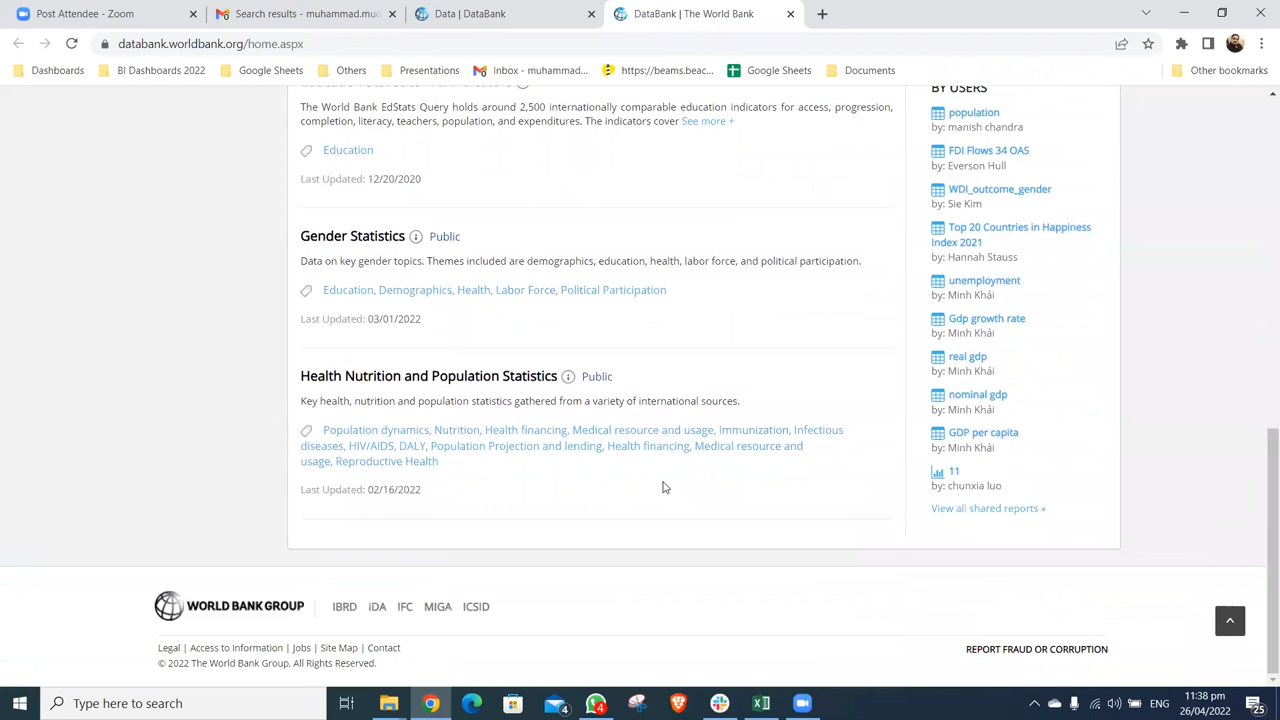 Post Attendee - Zoom
Search results - muhammad.mud
Data | DataBank
DataBank | The World Bank
databank.worldbank.org/home.aspx
Dashboards
BI Dashboards 2022
Google Sheets
Others
Presentations
Inbox - muhammad...
https://beams.beac...
Google Sheets
Documents
Other bookmarks
The World Bank EdStats Query holds around 2,500 internationally comparable education indicators for access, progression,
completion, literacy, teachers, population, and expenditures. The indicators cover See more +
Education
Last Updated: 12/20/2020
Gender Statistics Public
Data on key gender topics. Themes included are demographics, education, health, labor force, and political participation.
Education, Demographics, Health, Labor Force, Political Participation
Last Updated: 03/01/2022
Health Nutrition and Population Statistics Public
Key health, nutrition and population statistics gathered from a variety of international sources.
Population dynamics, Nutrition, Health financing, Medical resource and usage, Immunization, Infectious
diseases, HIV/AIDS, DALY, Population Projection and lending, Health financing, Medical resource and
usage, Reproductive Health
Last Updated: 02/16/2022
BY USERS
population
by: manish chandra
FDI Flows 34 OAS
by: Everson Hull
WDI_outcome_gender
by: Sie Kim
Top 20 Countries in Happiness
Index 2021
by: Hannah Stauss
unemployment
by: Minh Khải
Gdp growth rate
by: Minh Khải
real gdp
by: Minh Khải
nominal gdp
by: Minh Khải
GDP per capita
by: Minh Khải
11
by: chunxia luo
View all shared reports »
WORLD BANK GROUP
IBRD IDA IFC MIGA ICSID
Legal | Access to Information | Jobs | Site Map | Contact
© 2022 The World Bank Group, All Rights Reserved.
REPORT FRAUD OR CORRUPTION
Type here to search
4
4
11:38 pm
26/04/2022
25